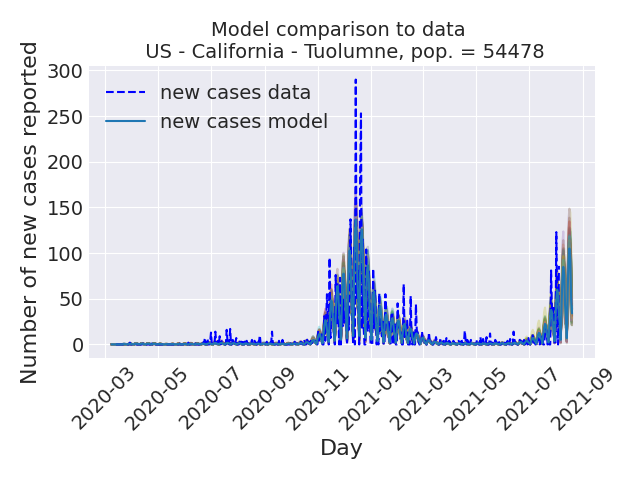 Model comparison to data
US - California - Tuolumne, pop. = 54478
Number of new cases reported
300
250
200
150
100
50
0
new cases data
new cases model
2020-03
2020-05
2020-07
2020-09
2020-11
2021-01
2021-03
2021-05
2021-07
2021-09
Day